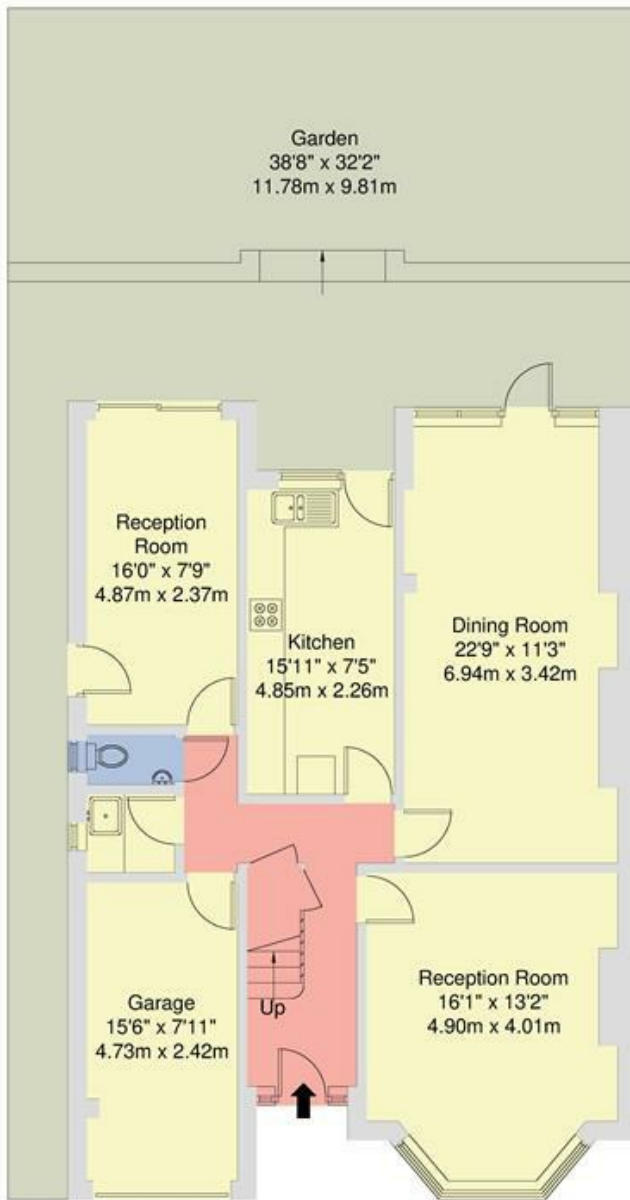 Garden
38'8" x 32'2"
11.78m x 9.81m
Reception
Room
16'0" x 7'9"
4.87m x 2.37m
Kitchen
15'11" x 7'5"
4.85m x 2.26m
Dining Room
22'9" x 11'3"
6.94m x 3.42m
Garage
15'6" x 7'11"
4.73m x 2.42m
Up
Reception Room
16'1" x 13'2"
4.90m x 4.01m